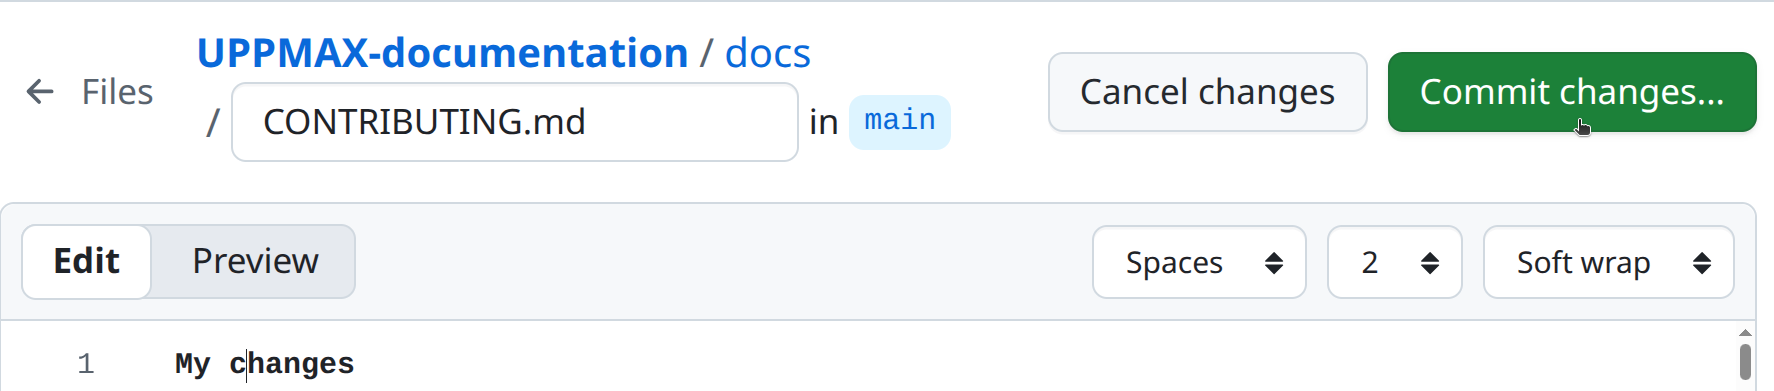 UPPMAX-documentation / docs
← Files
/ CONTRIBUTING.md in main
Cancel changes
Commit changes...
Edit Preview
Spaces 2 Soft wrap
1 My changes